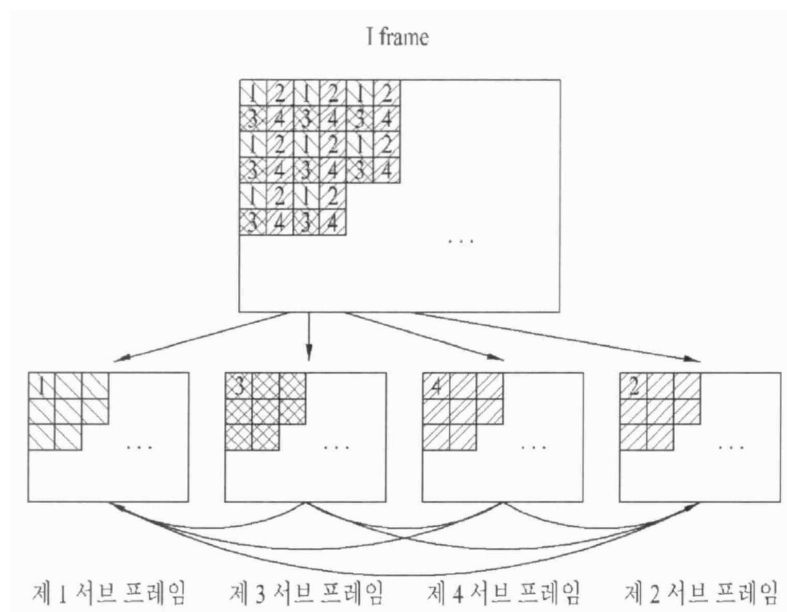 I frame
1 2 1 2 1 2
3 4 3 4 3 4
1 2 1 2 1 2
3 4 3 4 3 4
1 2 1 2
3 4 3 4
...
1 3 4 2
... ... ... ...
제 1 서브 프레임 제 3 서브 프레임 제 4 서브 프레임 제 2 서브 프레임